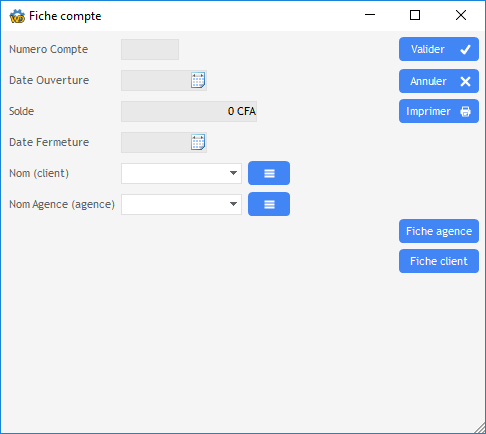 Fiche compte
Numero Compte
Valider
Date Ouverture
Annuler
Solde 0 CFA
Imprimer
Date Fermeture
Nom (client)
Nom Agence (agence)
Fiche agence
Fiche client